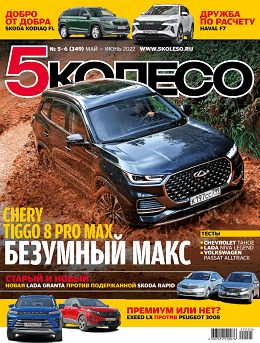 ДОБРО
ОТ ДОБРА
SKODA KODIAQ FL
ДРУЖБА
ПО РАСЧЕТУ
HAVAL F7
№ 5-6 (349) МАЙ – ИЮНЬ 2022 WWW.5KOLESO.RU
5КОЛЕСО
CHERY
TIGGO 8 PRO MAX
БЕЗУМНЫЙ МАКС
ТЕСТЫ
CHEVROLET TAHOE
LADA NIVA LEGEND
VOLKSWAGEN
PASSAT ALLTRACK
СТАРЫЙ И НОВЫЙ
НОВАЯ LADA GRANTA ПРОТИВ ПОДЕРЖАННОЙ SKODA RAPID
ПРЕМИУМ ИЛИ НЕТ?
EXEED LX ПРОТИВ PEUGEOT 3008